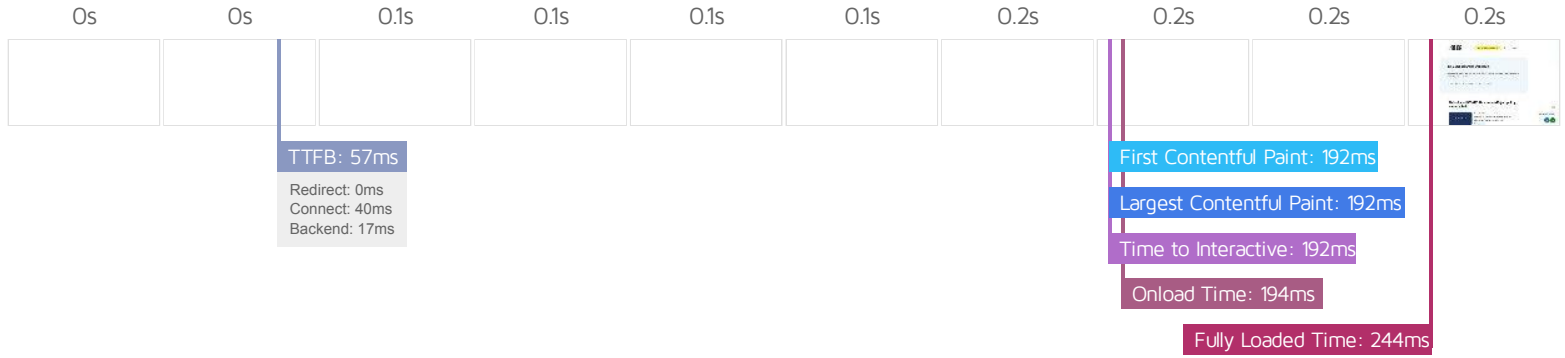 0s 0s 0.1s 0.1s 0.1s 0.1s 0.2s 0.2s 0.2s 0.2s
TTFB: 57ms
Redirect: 0ms
Connect: 40ms
Backend: 17ms
First Contentful Paint: 192ms
Largest Contentful Paint: 192ms
Time to Interactive: 192ms
Onload Time: 194ms
Fully Loaded Time: 244ms